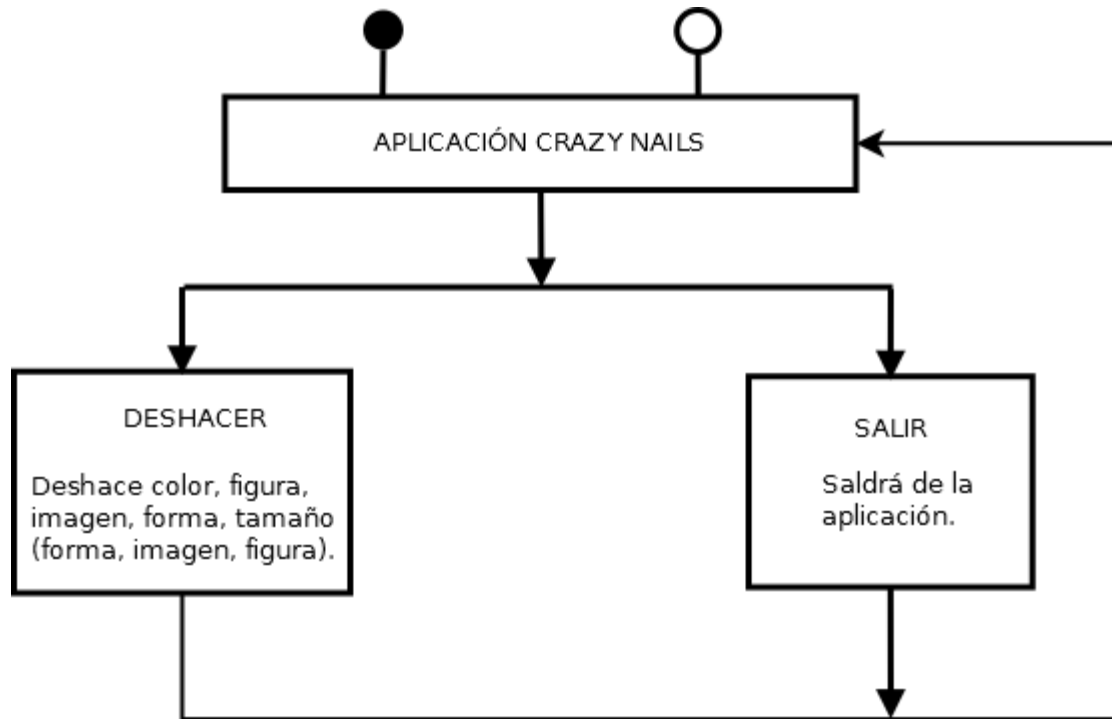 APLICACIÓN CRAZY NAILS
DESHACER
Deshace color, figura,
imagen, forma, tamaño
(forma, imagen, figura).
SALIR
Saldrá de la
aplicación.